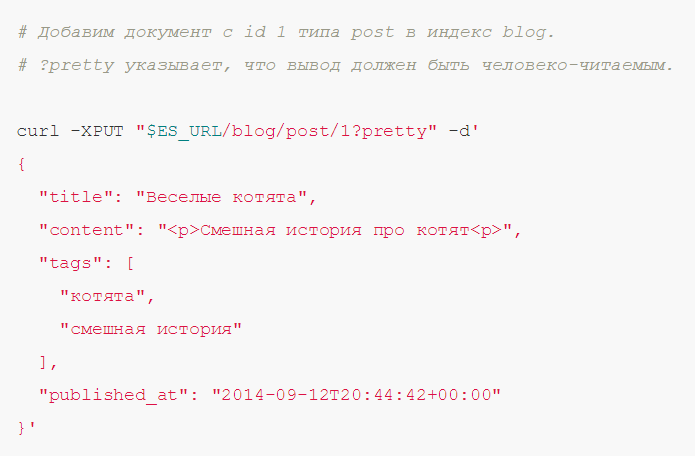 # Добавим документ c id 1 типа post в индекс blog.
# ?pretty указывает, что вывод должен быть человеко-читаемым.
curl -XPUT "$ES_URL/blog/post/1?pretty" -d'
{
  "title": "Веселые котята",
  "content": "<p>Смешная история про котят<p>",
  "tags": [
    "котята",
    "смешная история"
  ],
  "published_at": "2014-09-12T20:44:42+00:00"
}'